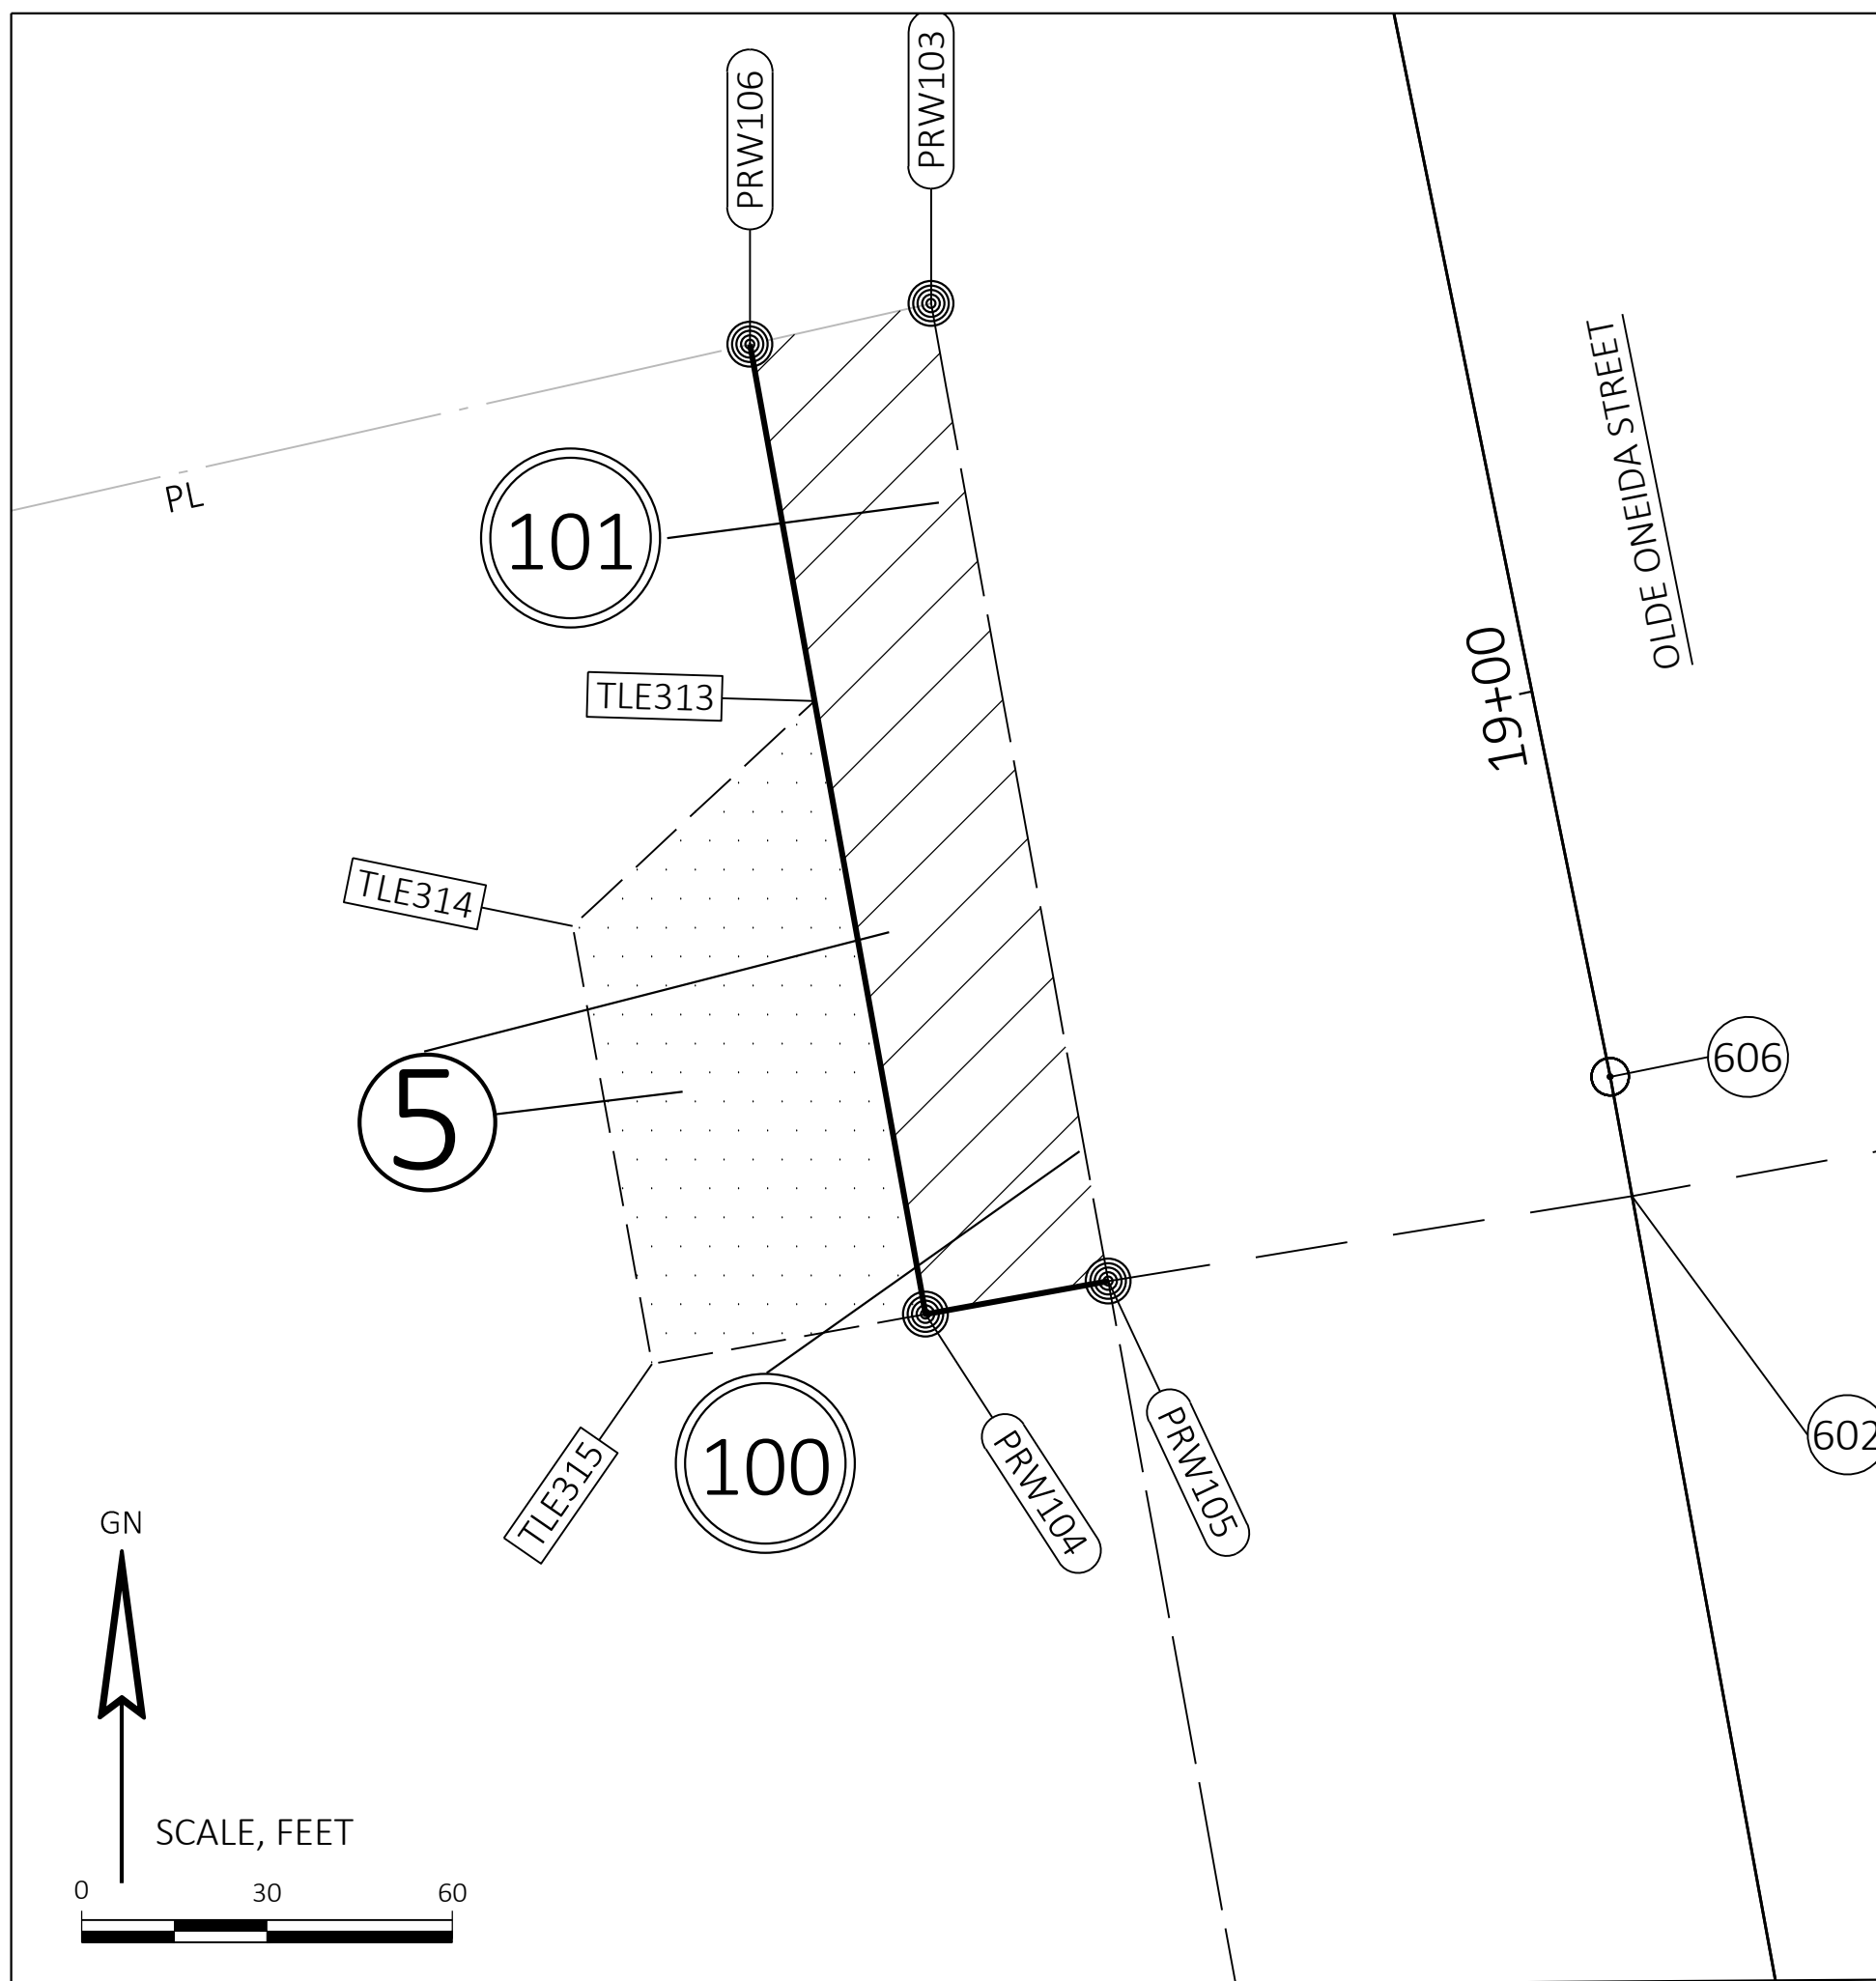 PRW106
PRW103
PL
101
OLDE ONEIDA STREET
TLE313
19+00
TLE314
5
606
602
100
PRW104
PRW105
TLE315
GN
SCALE, FEET
0 30 60